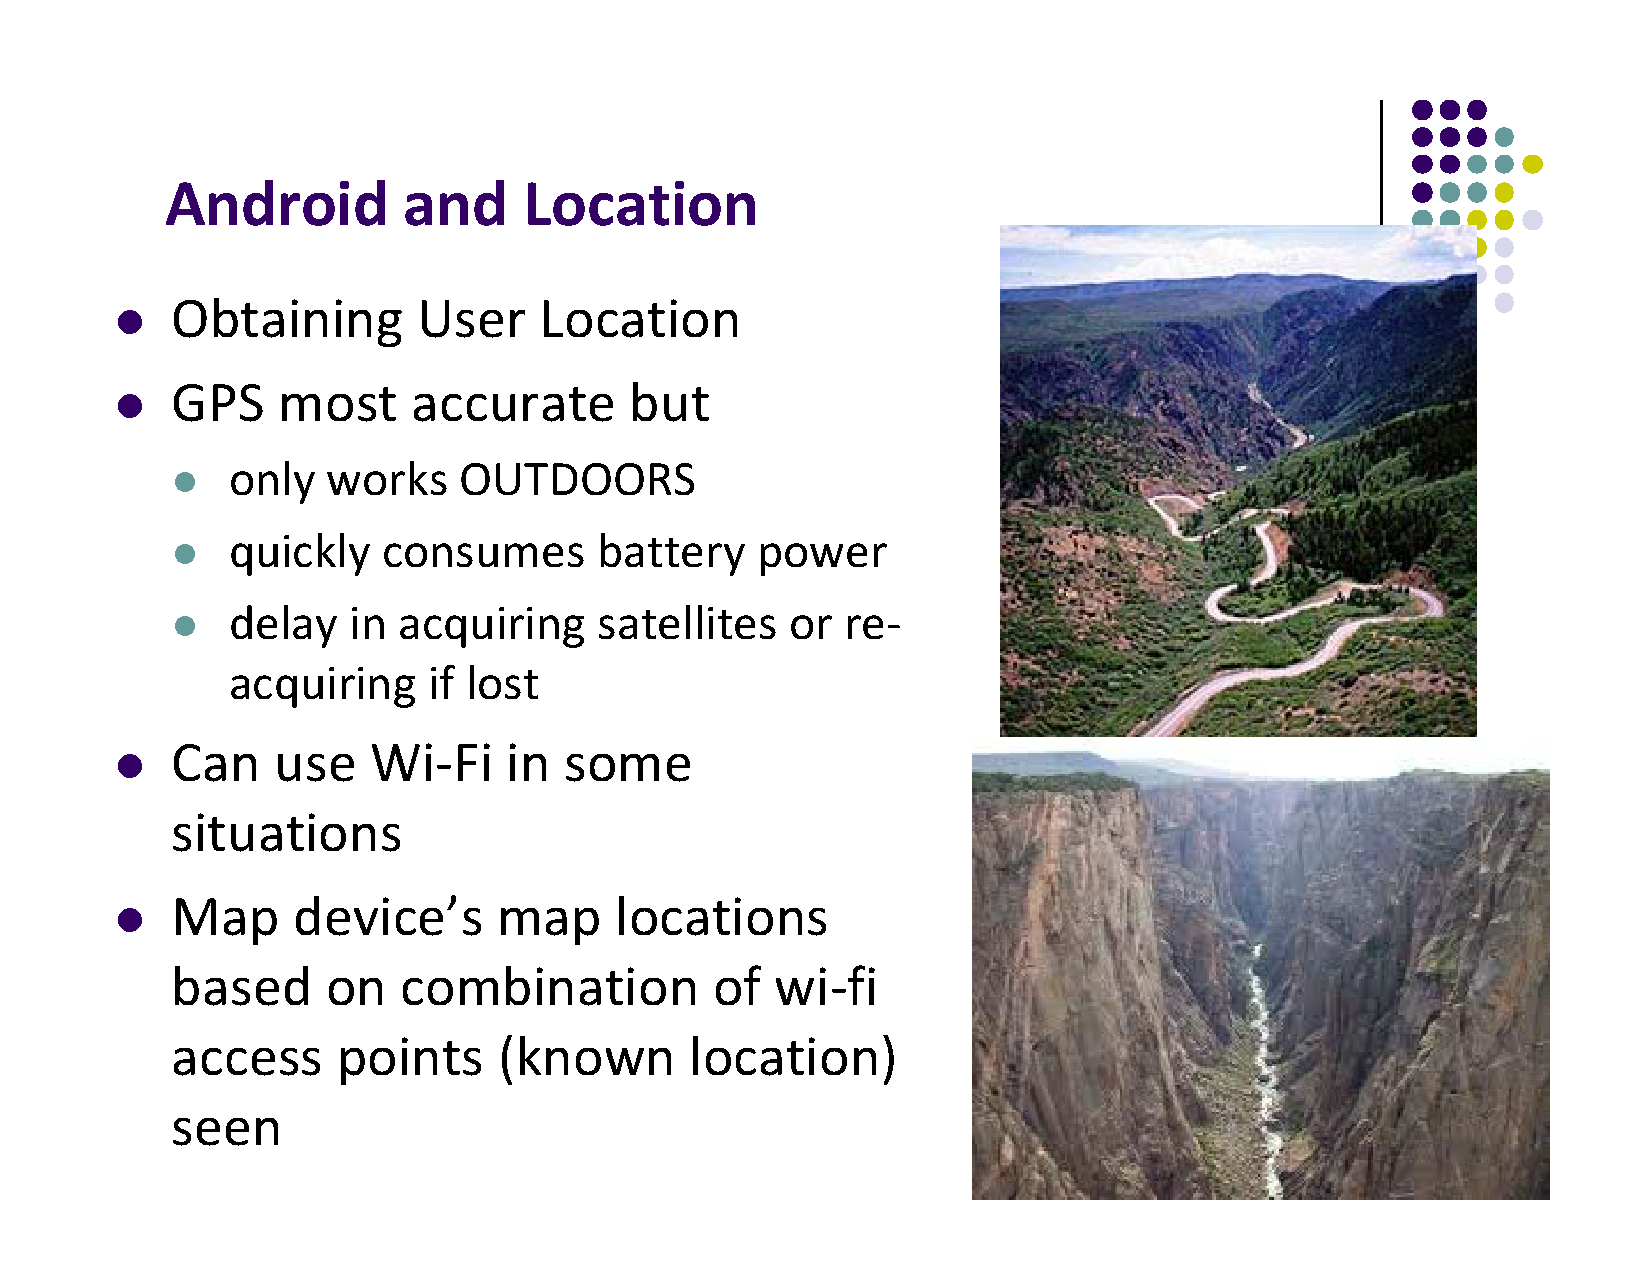 Android and Location
Obtaining User Location
GPS most accurate but
only works OUTDOORS
quickly consumes battery power
delay in acquiring satellites or re-
acquiring if lost
Can use Wi-Fi in some
situations
Map device’s map locations
based on combination of wi-fi
access points (known location)
seen